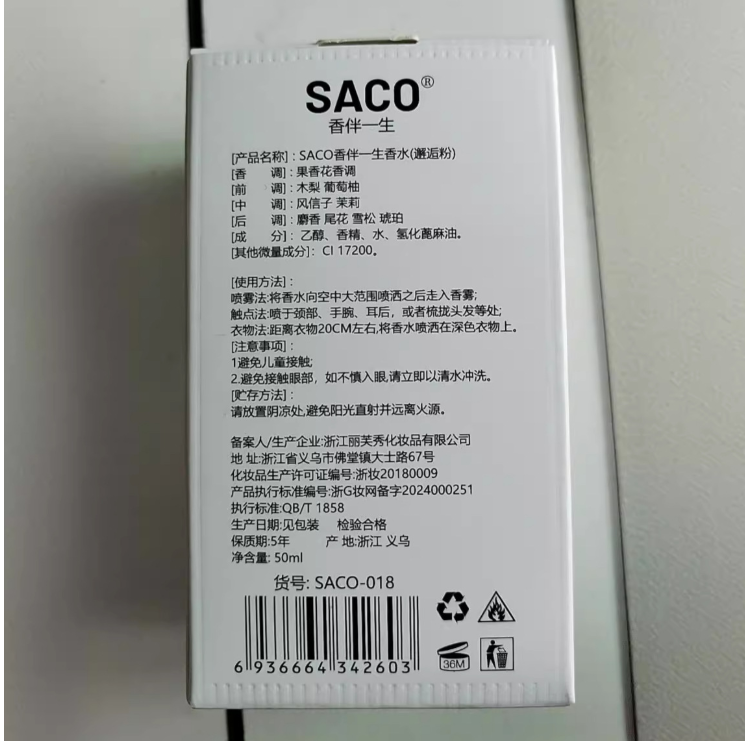 SACO®
香伴一生
[产品名称]：SACO香伴一生香水(邂逅粉)
[香 调]：果香花香调
[前 调]：木梨 葡萄柚
[中 调]：风信子 茉莉
[后 调]：麝香 尾花 雪松 琥珀
[成 分]：乙醇、香精、水、氢化蓖麻油。
[其他微量成分]：CI 17200。
[使用方法]：
喷雾法:将香水向空中大范围喷洒之后走入香雾;
触点法:喷于颈部、手腕、耳后，或者梳拢头发等处;
衣物法:距离衣物20CM左右,将香水喷洒在深色衣物上。
[注意事项]：
1避免儿童接触;
2.避免接触眼部，如不慎入眼,请立即以清水冲洗。
[贮存方法]：
请放置阴凉处,避免阳光直射并远离火源。
备案人/生产企业:浙江丽芙秀化妆品有限公司
地 址:浙江省义乌市佛堂镇大士路67号
化妆品生产许可证编号:浙妆20180009
产品执行标准编号:浙G妆网备字2024000251
执行标准:QB/T 1858
生产日期:见包装 检验合格
保质期:5年 产 地:浙江 义乌
净含量: 50ml
货号: SACO-018
6 936664 342603
36M